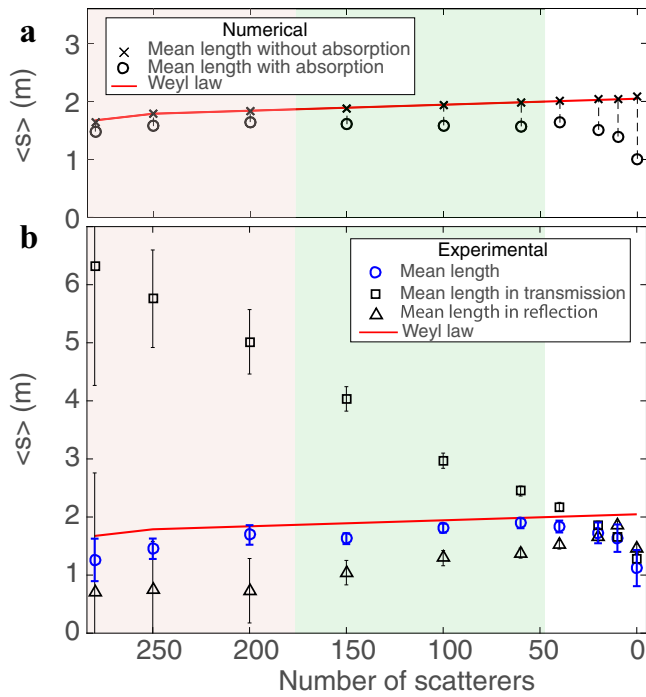 a
Numerical
Mean length without absorption
Mean length with absorption
Weyl law
<s> (m)
3
2
1
0
b
Experimental
Mean length
Mean length in transmission
Mean length in reflection
Weyl law
<s> (m)
6
5
4
3
2
1
0
250 200 150 100 50 0
Number of scatterers